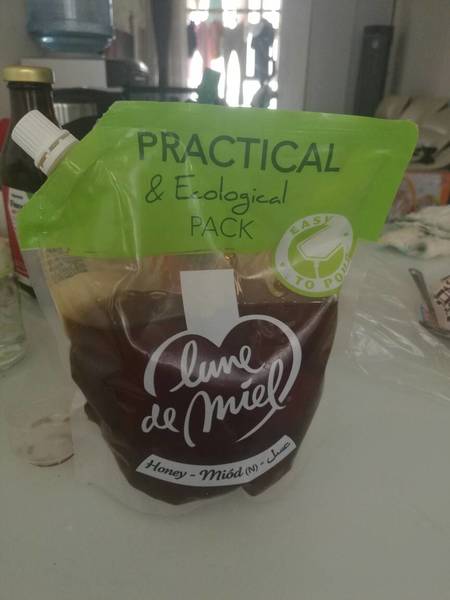 PRACTICAL
& Ecological
PACK
EASY
TO POUR
lune
de miel
Honey - Miód (N) - عسل